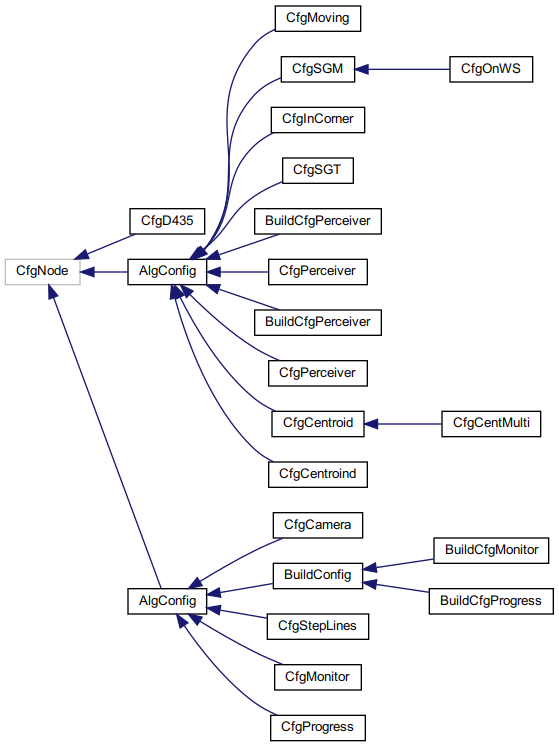 CfgMoving
CfgSGM
CfgOnWS
CfgInCorner
CfgSGT
CfgD435
BuildCfgPerceiver
CfgNode
AlgConfig
CfgPerceiver
BuildCfgPerceiver
CfgPerceiver
CfgCentroid
CfgCentMulti
CfgCentroind
CfgCamera
BuildCfgMonitor
BuildConfig
AlgConfig
BuildCfgProgress
CfgStepLines
CfgMonitor
CfgProgress